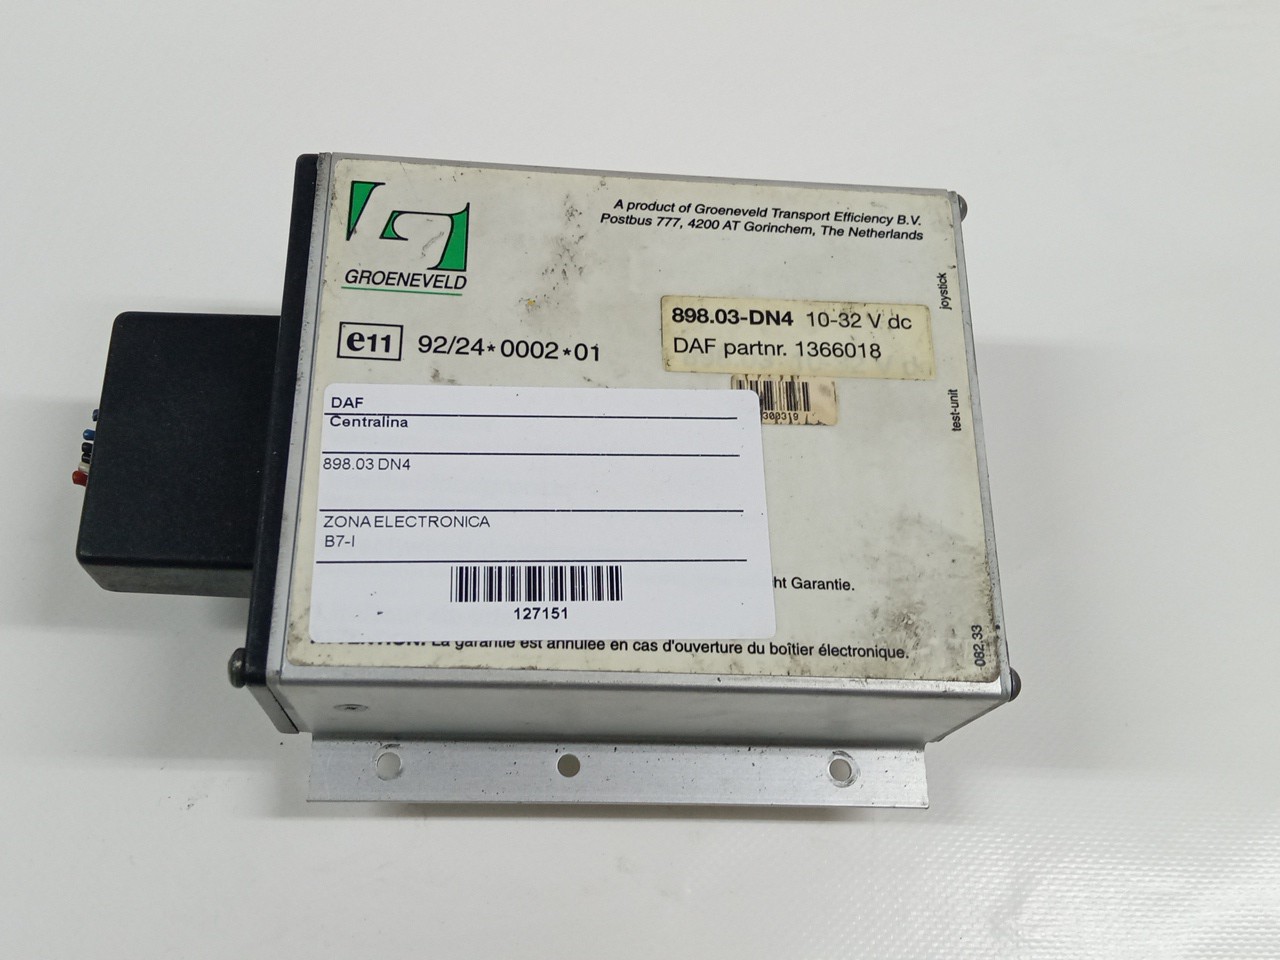 GROENEVELD
A product of Groeneveld Transport Efficiency B.V.
Postbus 777, 4200 AT Gorinchem, The Netherlands
joystick
898.03-DN4 10-32 V dc
DAF partnr. 1366018
e11 92/24*0002*01
300319
test-unit
DAF
Centralina
898.03 DN4
ZONA ELECTRONICA
B7-I
127151
Garantie.
La garantie est annulée en cas d'ouverture du boîtier électronique.
082.33